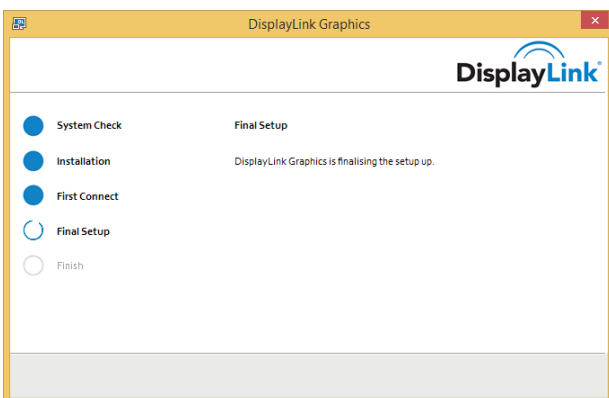 DisplayLink Graphics
DisplayLink
System Check
Final Setup
Installation
DisplayLink Graphics is finalising the setup up.
First Connect
Final Setup
Finish